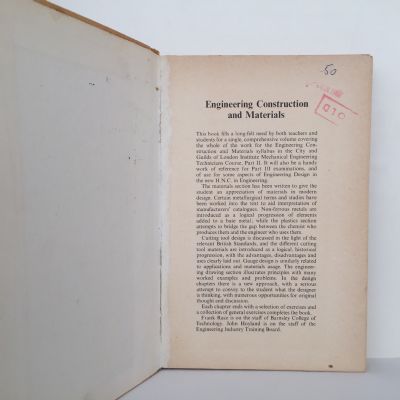 .50
OLD
Engineering Construction
and Materials
This book fills a long-felt need by both teachers
and students for a single, comprehensive volume covering
the whole of the work for the Engineering Con-
struction and Materials syllabus in the City and
Guilds of London Institute Mechanical Engineering
Technicians Course, Part II. It will also be a handy
work of reference for Part III examinations, and
of use for some aspects of Engineering Design in
the new H.N.C. in Engineering.
The materials section has been written to give the
student an appreciation of materials in modern
design. Certain metallurgical terms and studies have
been worked into the text to aid interpretation of
manufacturers' catalogues. Non-ferrous metals are
introduced as a logical progression of elements
added to a base metal; while the plastics section
attempts to bridge the gap between the chemist who
produces them and the engineer who uses them.
Cutting tool design is discussed in the light of the
relevant British Standards, and the different cutting
tool materials are introduced as a logical, historical
progression, with the advantages, disadvantages and
uses clearly laid out. Gauge design is similarly related
to applications and materials usage. The engineer-
ing drawing section illustrates principles with many
worked examples and problems. In the design
chapters there is a new approach, with a serious
attempt to convey to the student what the designer
is thinking, with numerous opportunities for original
thought and discussion.
Each chapter ends with a selection of exercises and
a collection of general exercises completes the book.
Frank Race is on the staff of Barnsley College of
Technology. John Hoyland is on the staff of the
Engineering Industry Training Board.